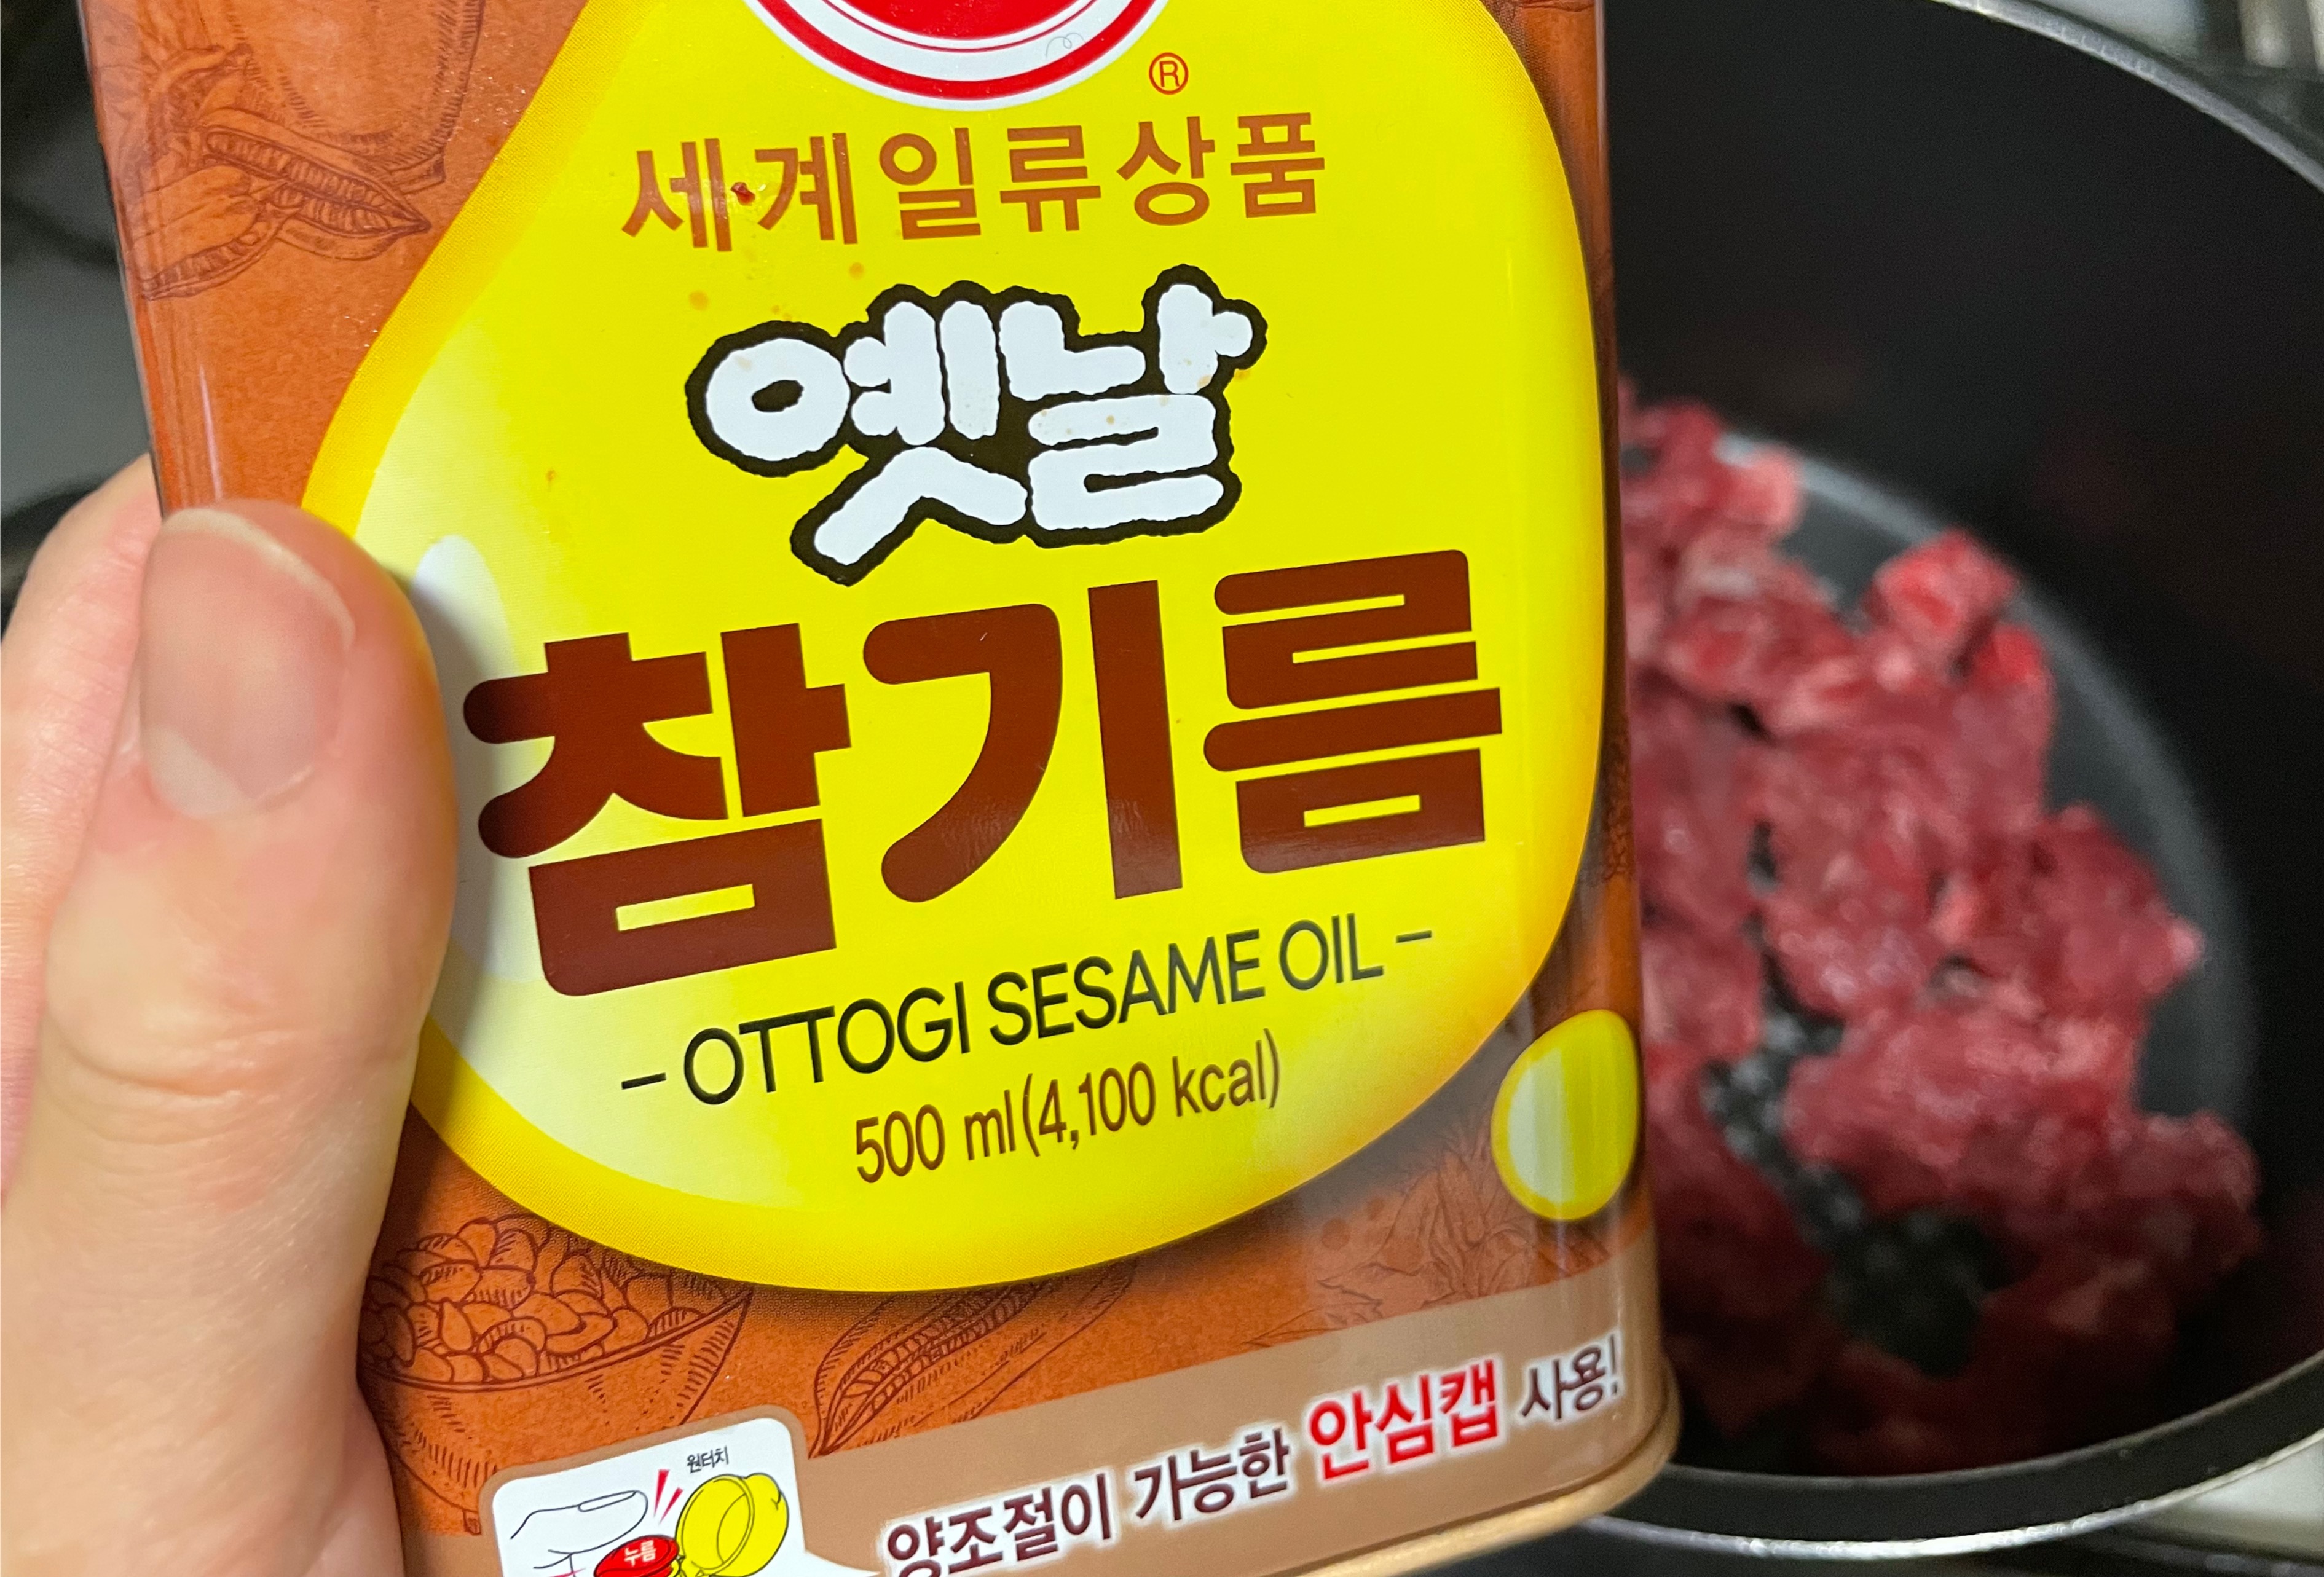 ®
세계일류상품
옛날
참기름
– OTTOGI SESAME OIL –
500 ml(4,100 kcal)
양조절이 가능한 안심캡 사용!
원터치
누름